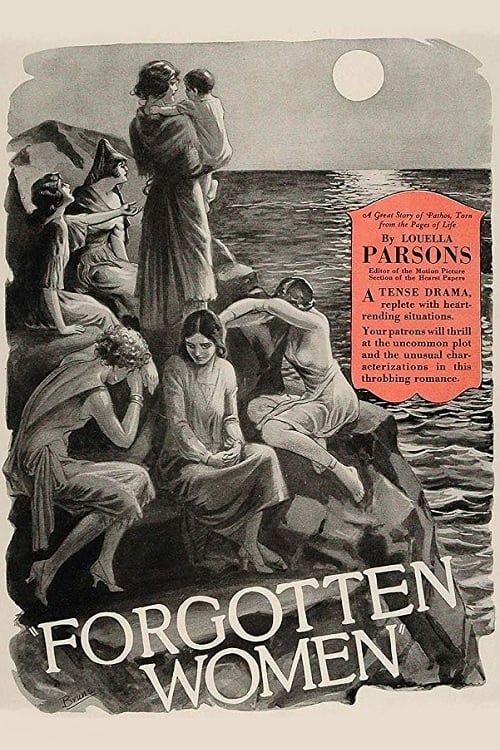 A Great Story of Pathos, Torn
from the Pages of Life
By LOUELLA
PARSONS
Editor of the Motion Picture
Section of the Hearst Papers
A TENSE DRAMA,
replete with heart-
rending situations.
Your patrons will thrill
at the uncommon plot
and the unusual char-
acterizations in this
throbbing romance.
"FORGOTTEN
WOMEN"